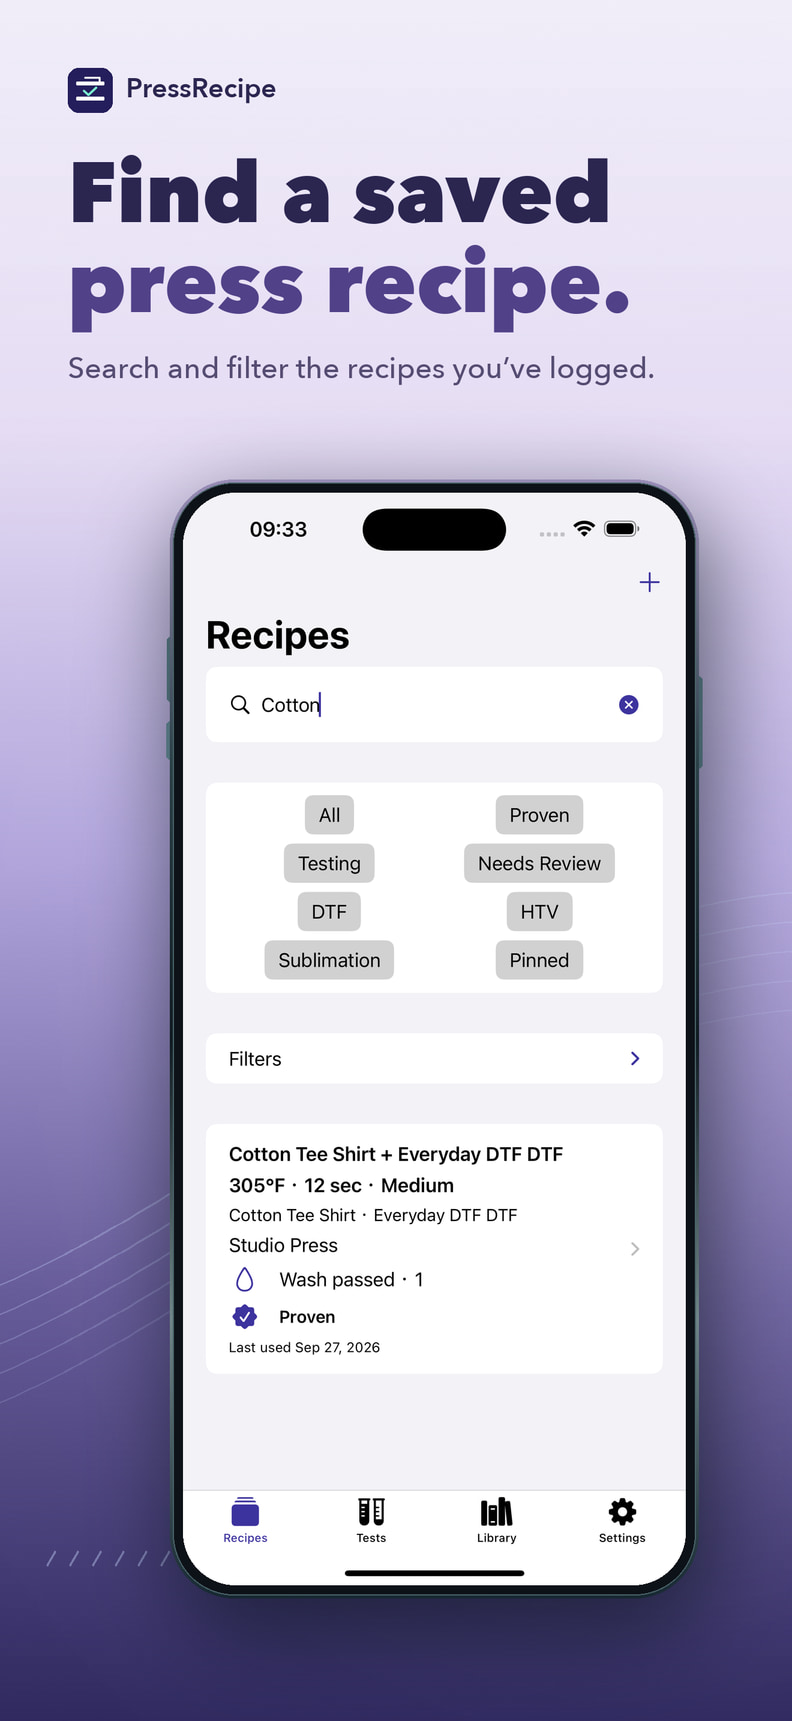 PressRecipe
Find a saved
press recipe.
Search and filter the recipes you’ve logged.
09:33
Recipes
Cotton
All
Proven
Testing
Needs Review
DTF
HTV
Sublimation
Pinned
Filters
Cotton Tee Shirt + Everyday DTF DTF
305°F · 12 sec · Medium
Cotton Tee Shirt · Everyday DTF DTF
Studio Press
Wash passed · 1
Proven
Last used Sep 27, 2026
Recipes
Tests
Library
Settings